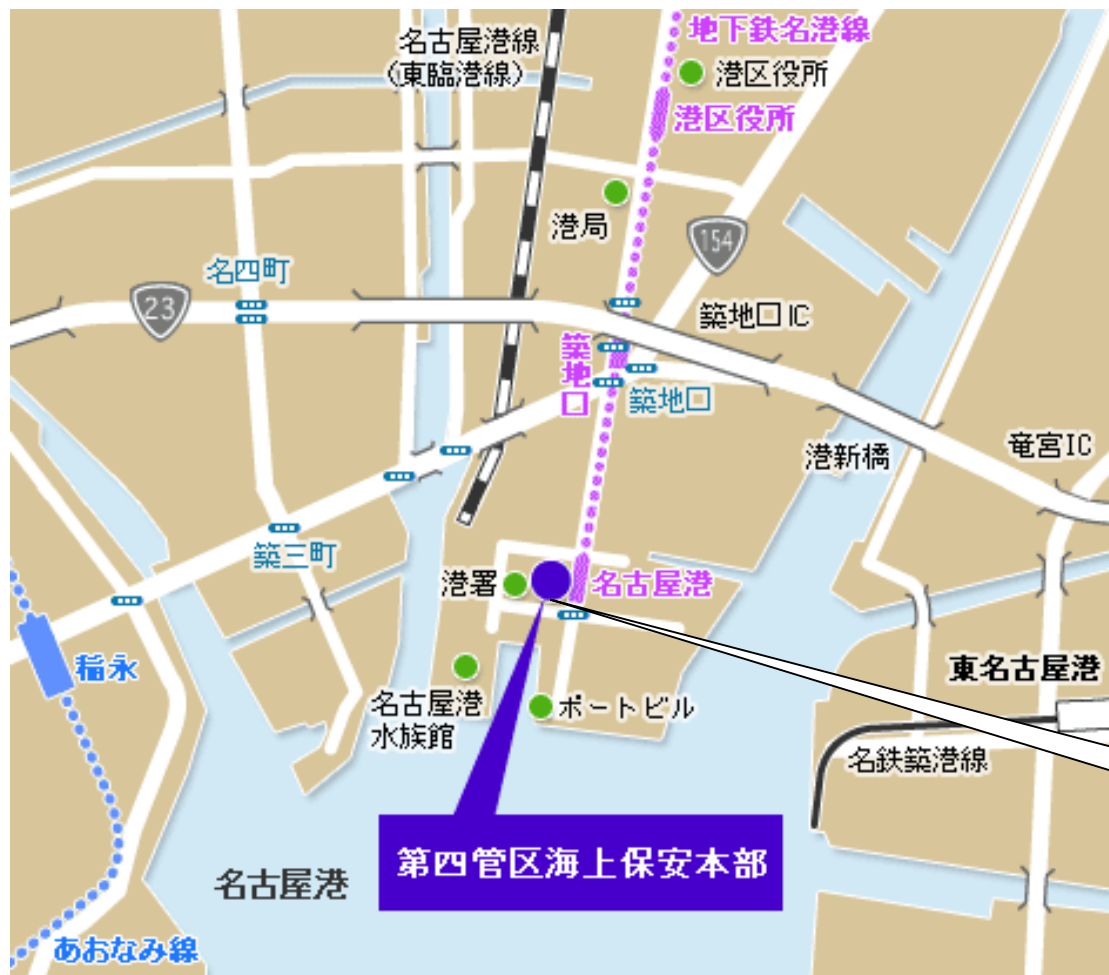 地下鉄名港線
名古屋港線
（東臨港線）
港区役所
港区役所
港局
154
名四町
23
築地口IC
築地口
築地口
港新橋
竜宮IC
築三町
港署
名古屋港
稲永
東名古屋港
名古屋港
水族館
ポートビル
名鉄築港線
第四管区海上保安本部
名古屋港
あおなみ線